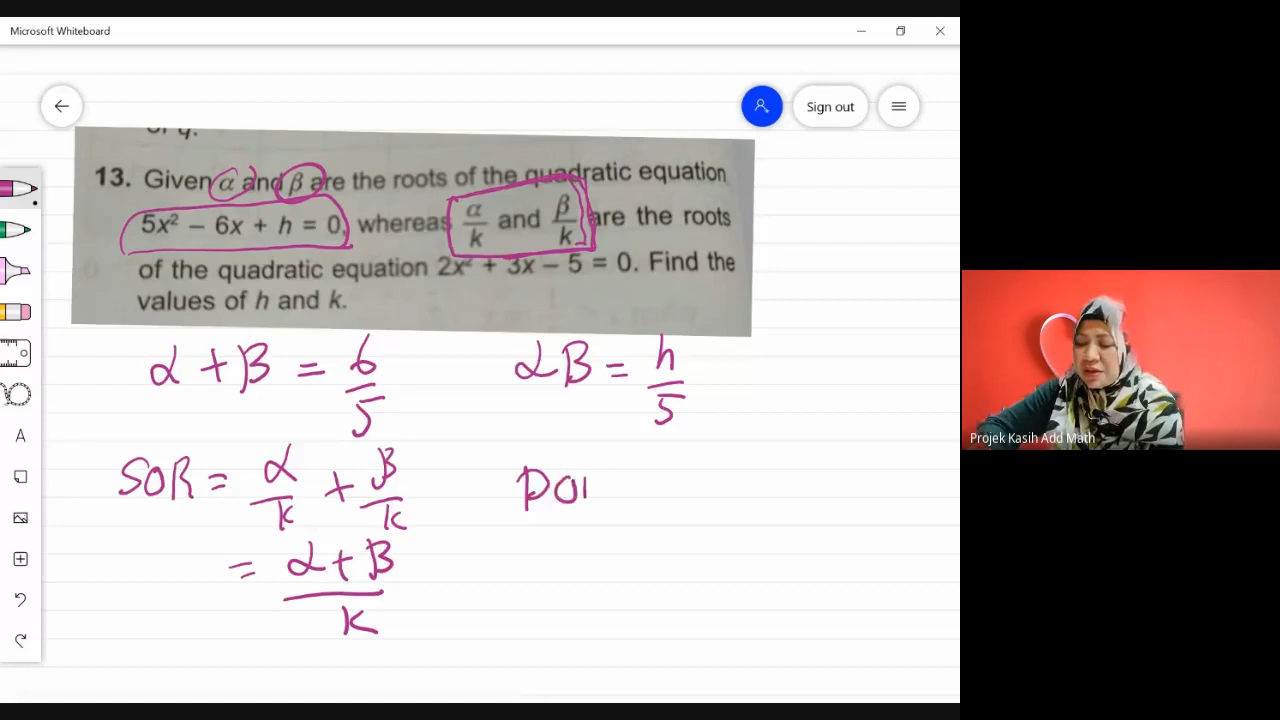 Microsoft Whiteboard
Sign out
or q.
13. Given α and β are the roots of the quadratic equation
5x² − 6x + h = 0, whereas α/k and β/k are the roots
of the quadratic equation 2x² + 3x − 5 = 0. Find the
values of h and k.
α + β = 6/5
αβ = h/5
SOR = α/k + β/k
= α + β/k
PO
A
Projek Kasih Add Math